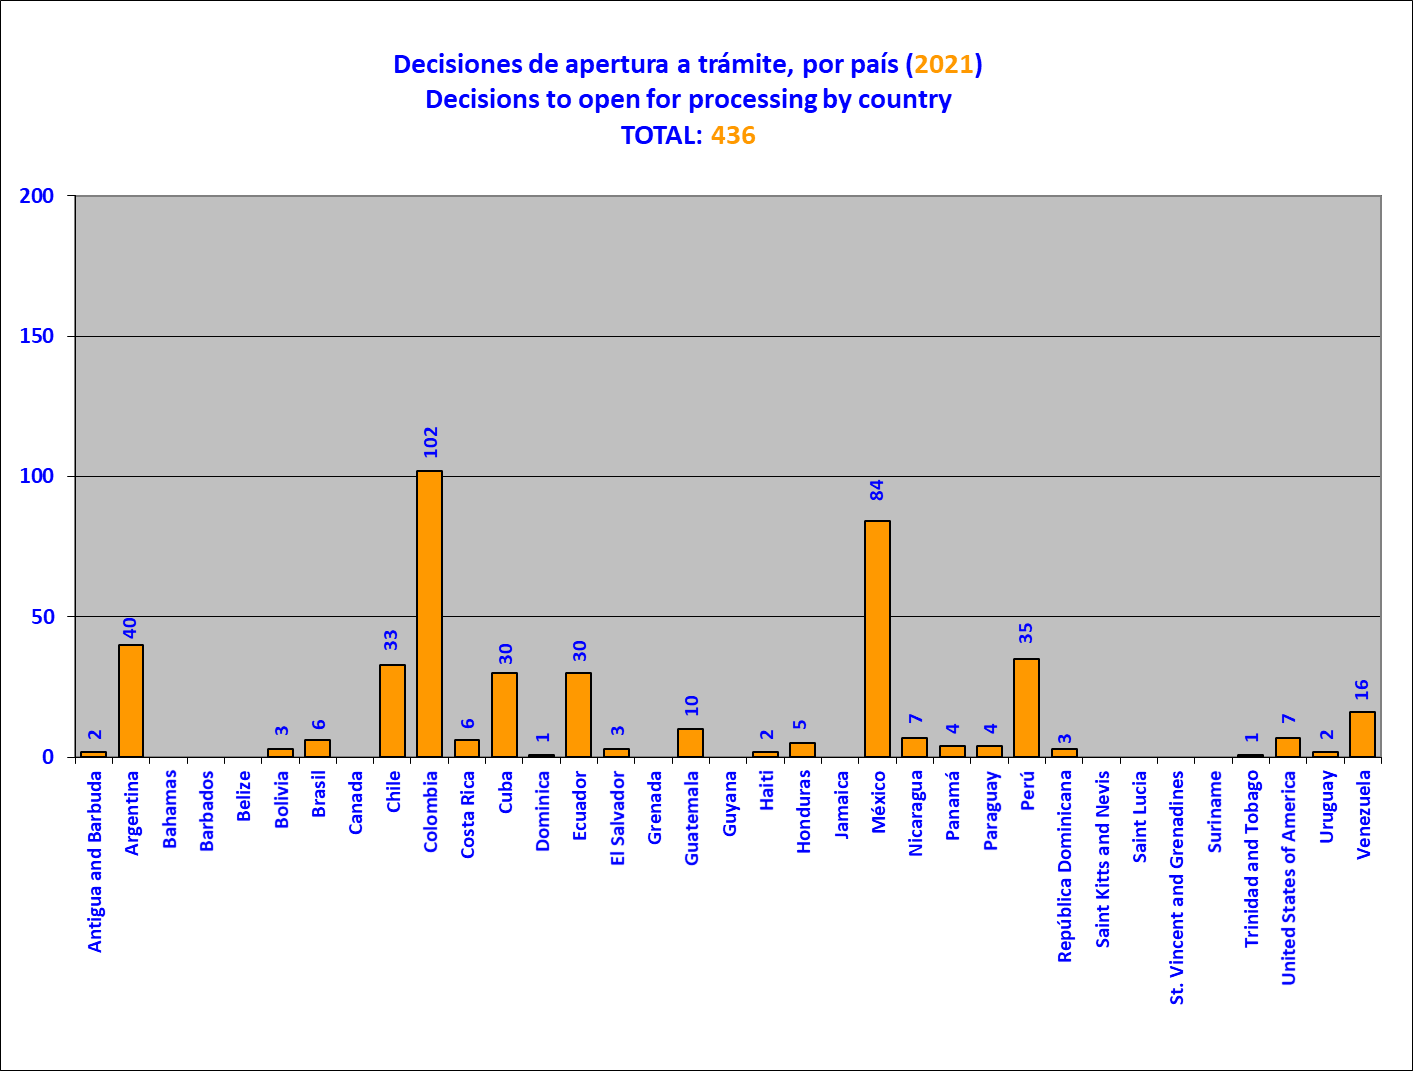 Decisiones de apertura a trámite, por país (2021)
Decisions to open for processing by country
TOTAL: 436
200
150
100
50
0
2
40
3
6
33
102
6
30
1
30
3
10
2
5
84
7
4
4
35
3
1
7
2
16
Antigua and Barbuda
Argentina
Bahamas
Barbados
Belize
Bolivia
Brasil
Canada
Chile
Colombia
Costa Rica
Cuba
Dominica
Ecuador
El Salvador
Grenada
Guatemala
Guyana
Haiti
Honduras
Jamaica
México
Nicaragua
Panamá
Paraguay
Perú
República Dominicana
Saint Kitts and Nevis
Saint Lucia
St. Vincent and Grenadines
Suriname
Trinidad and Tobago
United States of America
Uruguay
Venezuela